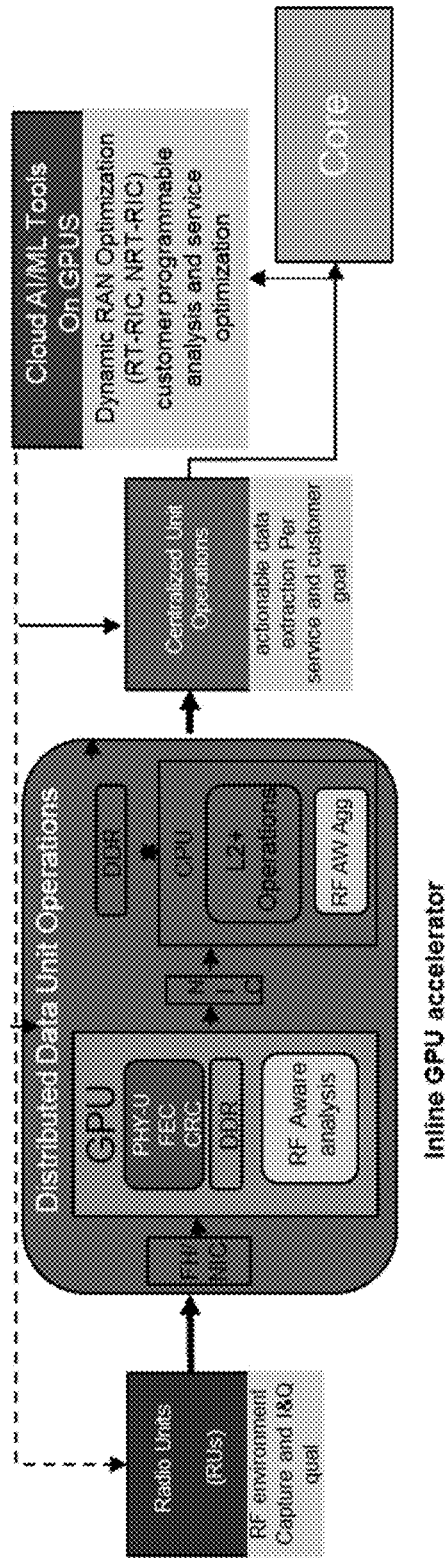 Radio Units
(RUs)
RF environment
Capture and I&Q
qual
Distributed Data Unit Operations
FH
NIC
GPU
PHY-U
FEC
CRC
DDR
RF Aware
analysis
N
I
C
DDR
CPU
L2+
Operations
RF AW Agg
Inline GPU accelerator
Centralized Unit
Operations
actionable data
extraction Per
service and customer
goal
Cloud AI/ML Tools
On GPUS
Dynamic RAN Optimization
(RT-RIC, NRT-RIC)
customer programmable
analysis and service
optimization
Core